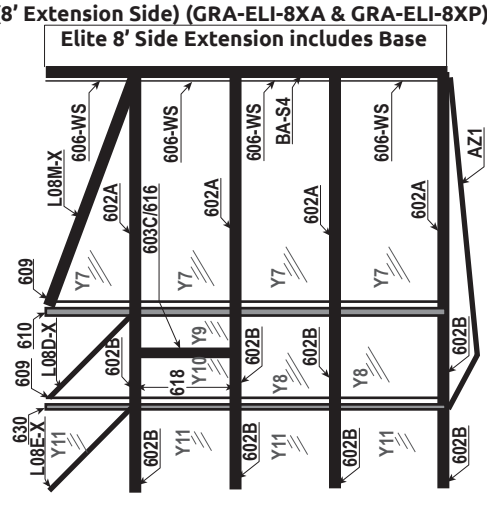 (8’ Extension Side) (GRA-ELI-8XA & GRA-ELI-8XP)
Elite 8’ Side Extension includes Base
606-WS
606-WS
606-WS
BA-S4
606-WS
AZ1
L08M-X
602A
603C/616
602A
602A
602A
609
Y7
Y7
Y7
Y7
610
L08D-X
609
602B
Y9
Y10
618
602B
Y8
602B
Y8
602B
630
L08E-X
Y11
602B
Y11
602B
Y11
602B
Y11
602B